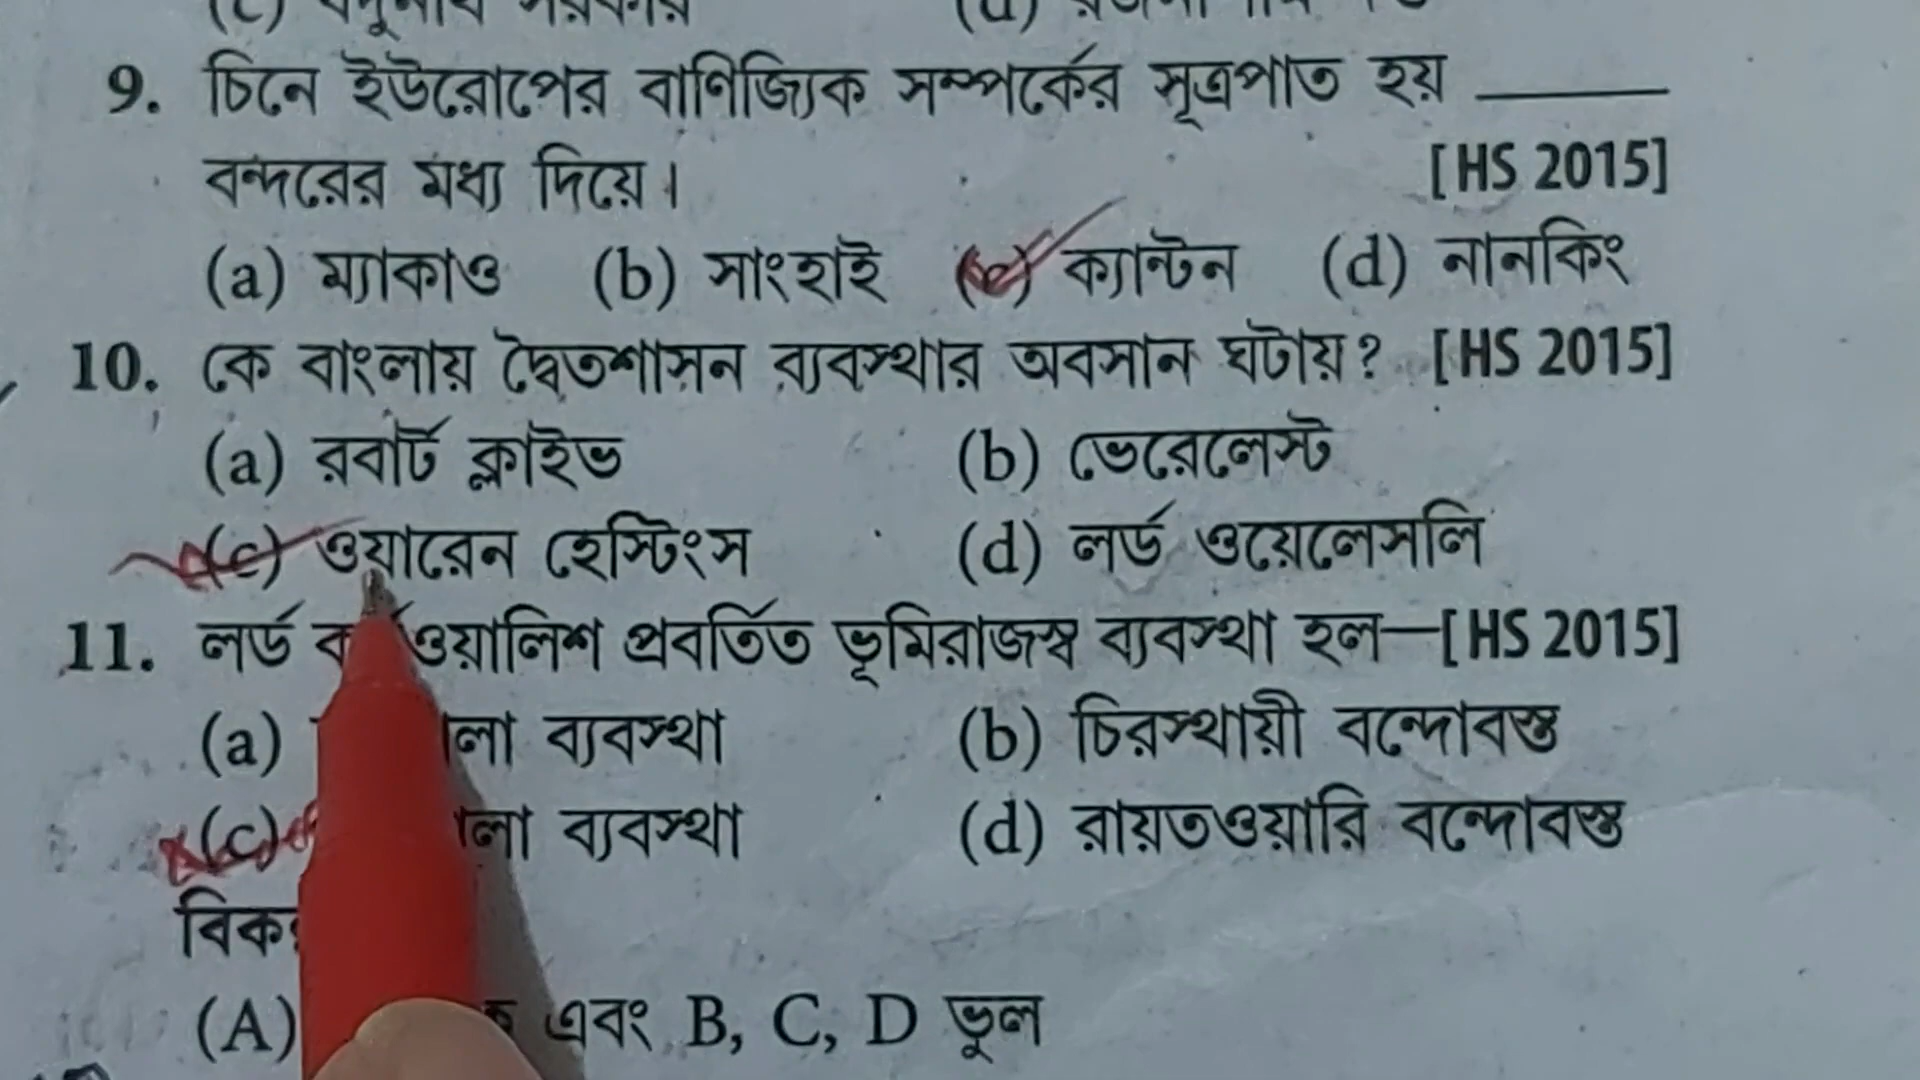 9. চিনে ইউরোপের বাণিজ্যিক সম্পর্কের সূত্রপাত হয় ______
বন্দরের মধ্য দিয়ে। [HS 2015]
(a) ম্যাকাও (b) সাংহাই (c) ক্যান্টন (d) নানকিং
10. কে বাংলায় দ্বৈতশাসন ব্যবস্থার অবসান ঘটায়? [HS 2015]
(a) রবার্ট ক্লাইভ (b) ভেরেলেস্ট
(c) ওয়ারেন হেস্টিংস (d) লর্ড ওয়েলেসলি
11. লর্ড প্রবর্তিত ভূমিরাজস্ব ব্যবস্থা হল—[HS 2015]
(a) ব্যবস্থা (b) চিরস্থায়ী বন্দোবস্ত
(c) ব্যবস্থা (d) রায়তওয়ারি বন্দোবস্ত
(A) এবং B, C, D ভুল